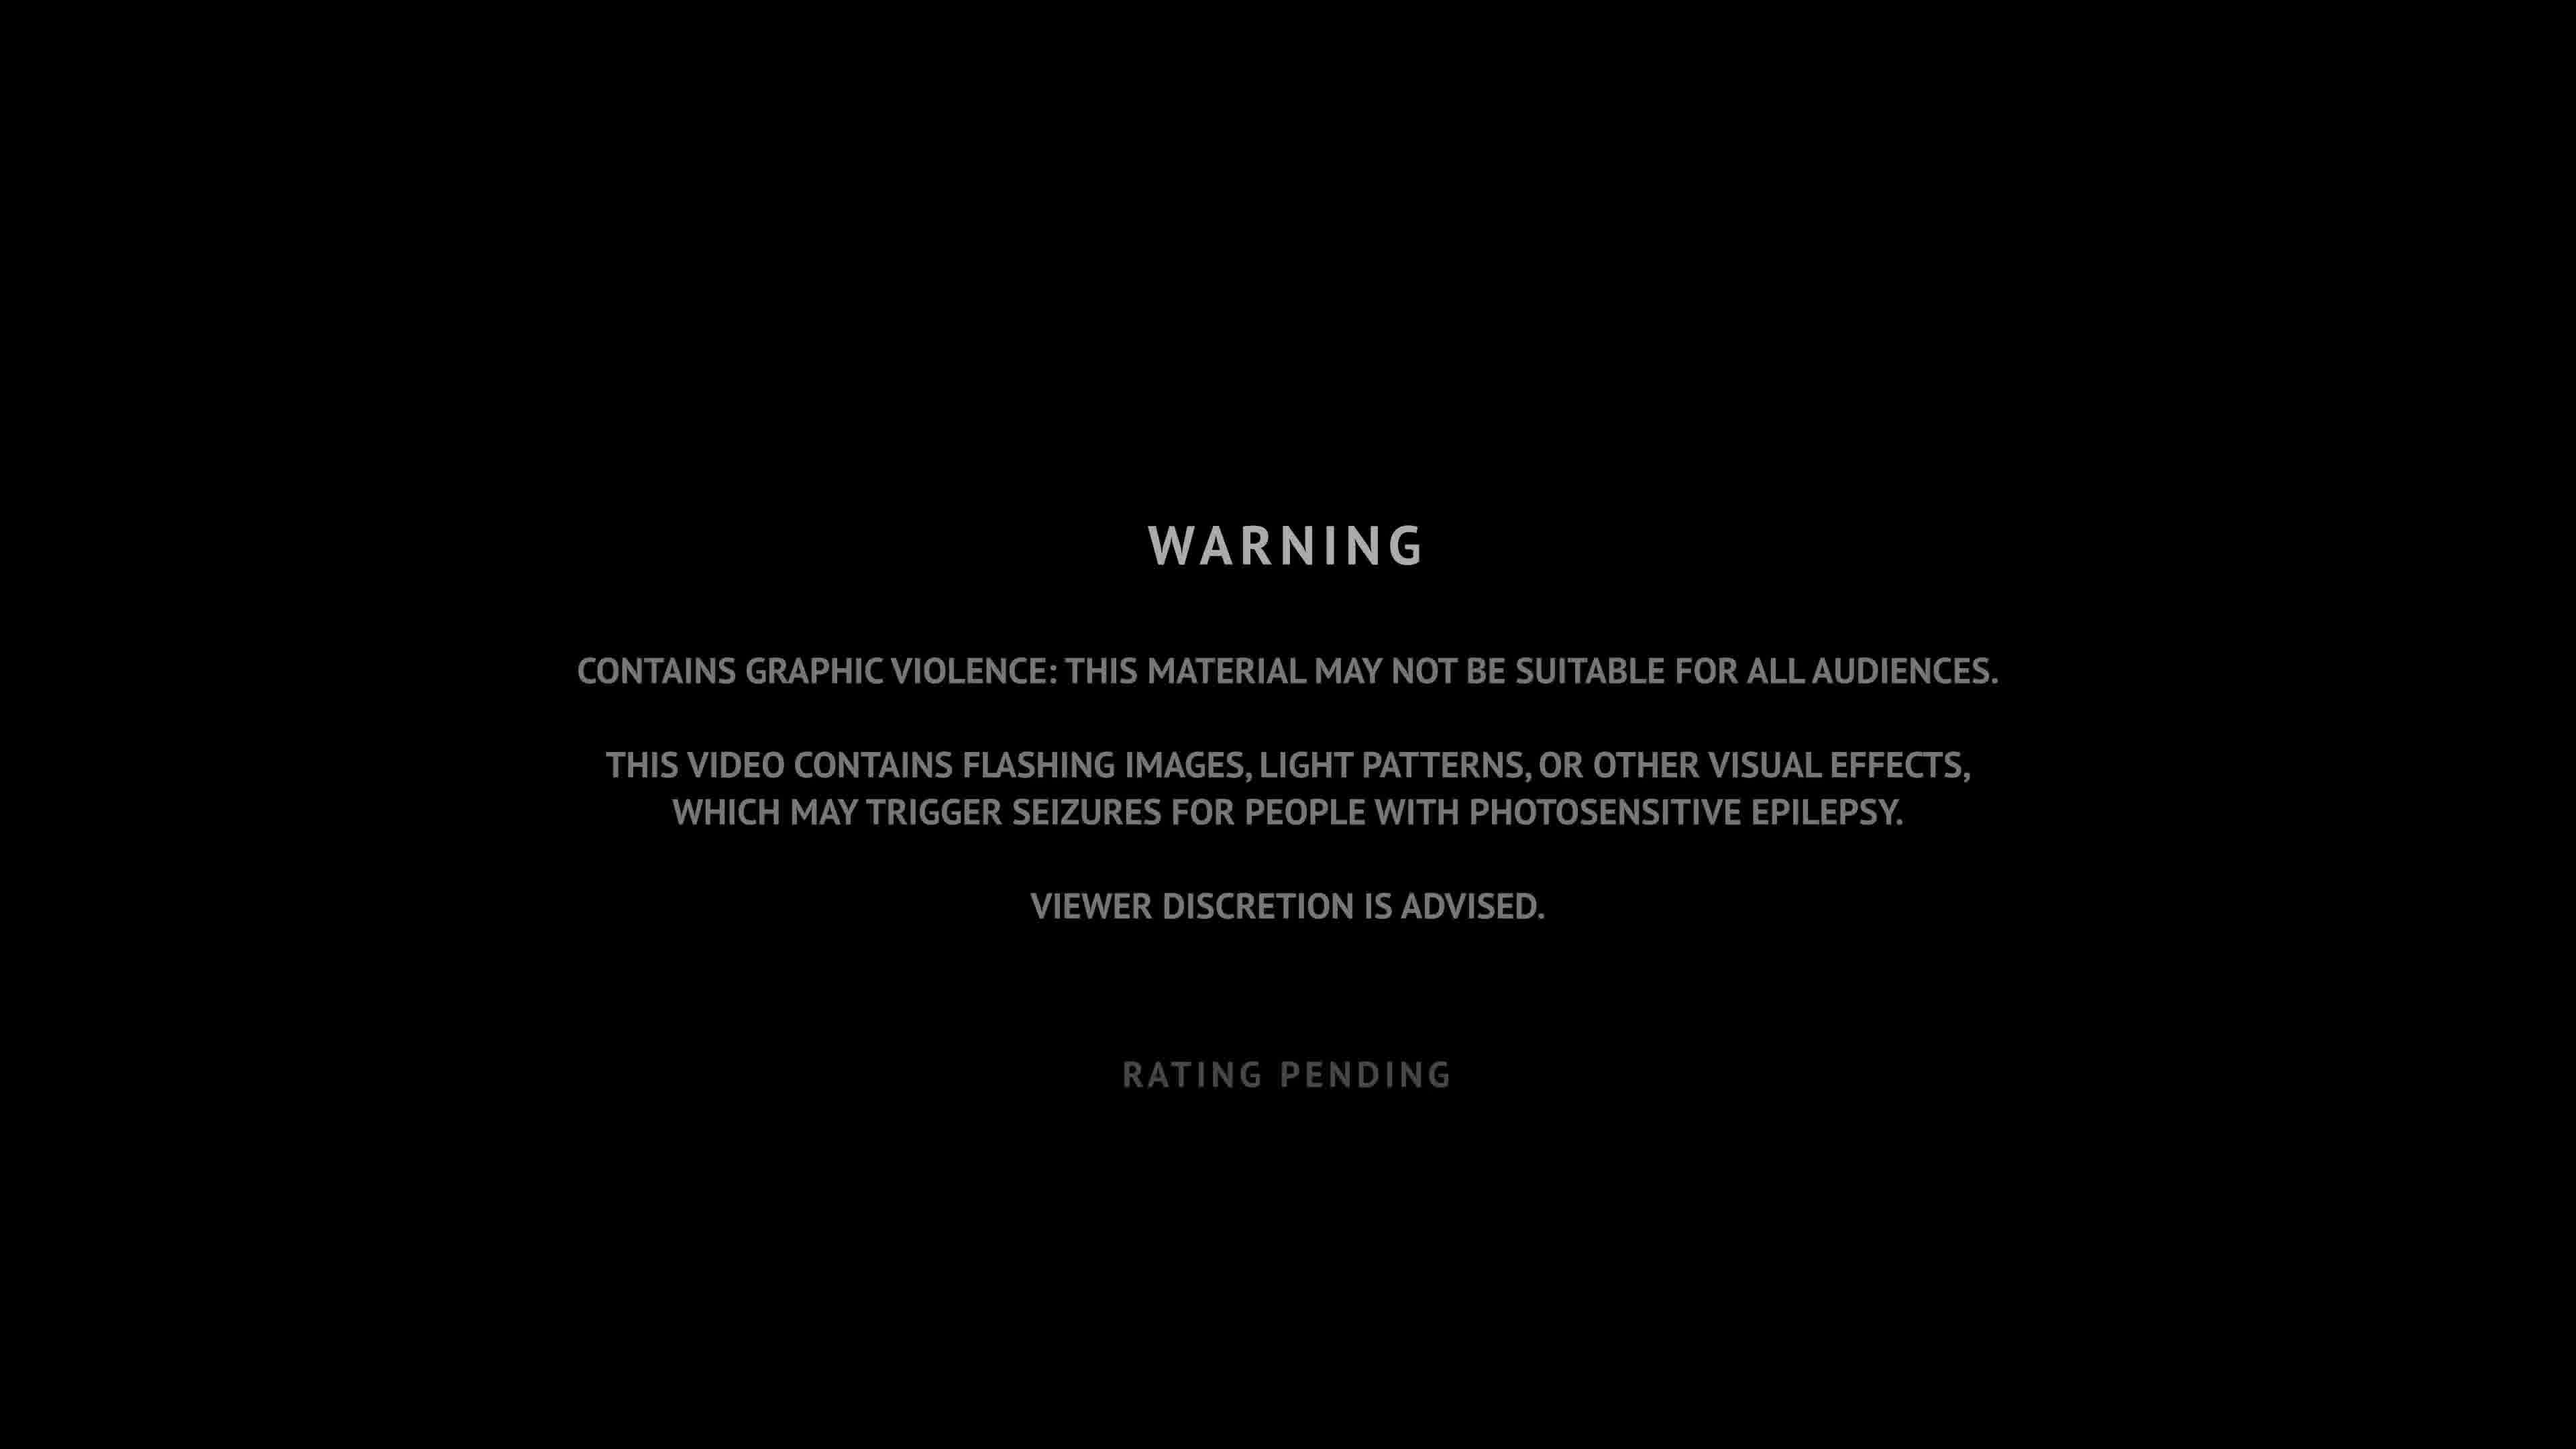 WARNING
CONTAINS GRAPHIC VIOLENCE: THIS MATERIAL MAY NOT BE SUITABLE FOR ALL AUDIENCES.
THIS VIDEO CONTAINS FLASHING IMAGES, LIGHT PATTERNS, OR OTHER VISUAL EFFECTS,
WHICH MAY TRIGGER SEIZURES FOR PEOPLE WITH PHOTOSENSITIVE EPILEPSY.
VIEWER DISCRETION IS ADVISED.
RATING PENDING